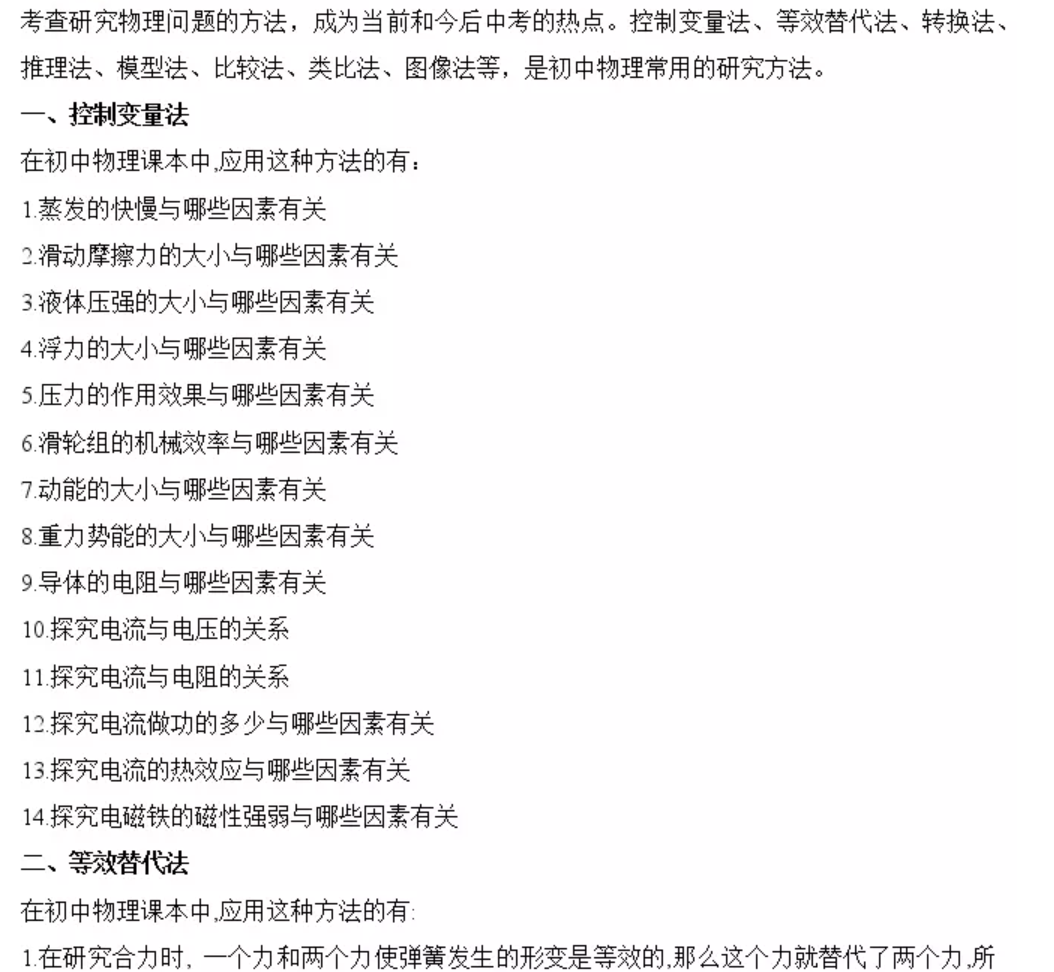 考查研究物理问题的方法，成为当前和今后中考的热点。控制变量法、等效替代法、转换法、
推理法、模型法、比较法、类比法、图像法等，是初中物理常用的研究方法。
一、控制变量法
在初中物理课本中,应用这种方法的有：
1.蒸发的快慢与哪些因素有关
2.滑动摩擦力的大小与哪些因素有关
3.液体压强的大小与哪些因素有关
4.浮力的大小与哪些因素有关
5.压力的作用效果与哪些因素有关
6.滑轮组的机械效率与哪些因素有关
7.动能的大小与哪些因素有关
8.重力势能的大小与哪些因素有关
9.导体的电阻与哪些因素有关
10.探究电流与电压的关系
11.探究电流与电阻的关系
12.探究电流做功的多少与哪些因素有关
13.探究电流的热效应与哪些因素有关
14.探究电磁铁的磁性强弱与哪些因素有关
二、等效替代法
在初中物理课本中,应用这种方法的有:
1.在研究合力时, 一个力和两个力使弹簧发生的形变是等效的,那么这个力就替代了两个力,所